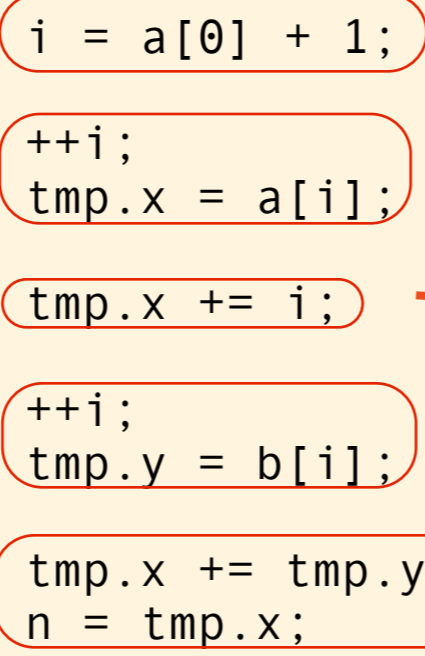 i = a[0] + 1;
++i;
tmp.x = a[i];
tmp.x += i;
++i;
tmp.y = b[i];
tmp.x += tmp.y
n = tmp.x;